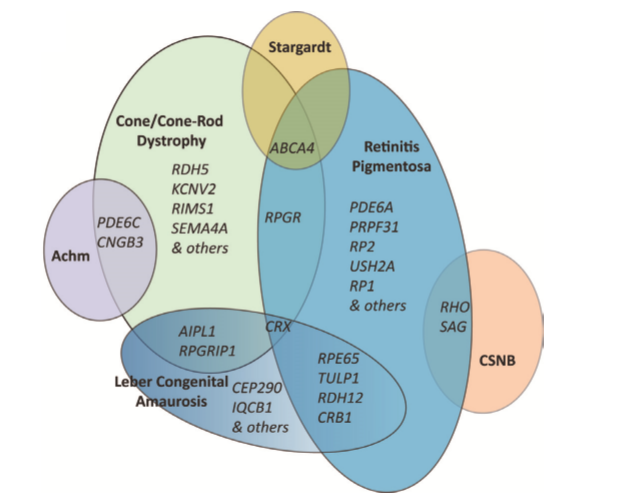 Stargardt
Cone/Cone-Rod
Dystrophy
ABCA4
Retinitis
Pigmentosa
RDH5
KCNV2
RIMS1
SEMA4A
& others
PDE6C
CNGB3
Achm
RPGR
PDE6A
PRPF31
RP2
USH2A
RP1
& others
RHO
SAG
CSNB
CRX
AIPL1
RPGRIP1
Leber Congenital
Amaurosis
CEP290
IQCB1
& others
RPE65
TULP1
RDH12
CRB1